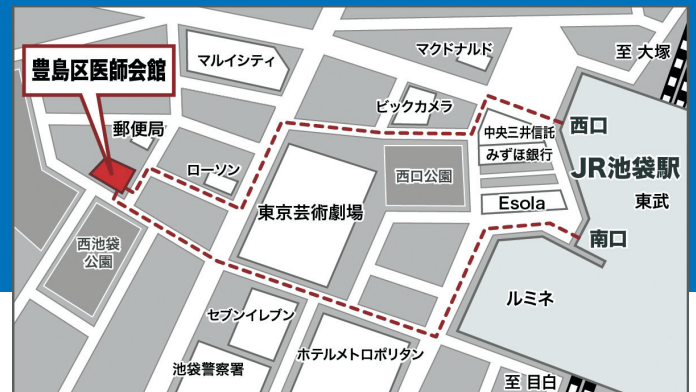 マクドナルド
至 大塚
マルイシティ
豊島区医師会館
ビックカメラ
郵便局
中央三井信託
みずほ銀行
西口
JR池袋駅
ローソン
西口公園
東武
Esola
東京芸術劇場
南口
西池袋
公園
ルミネ
セブンイレブン
ホテルメトロポリタン
池袋警察署
至 目白